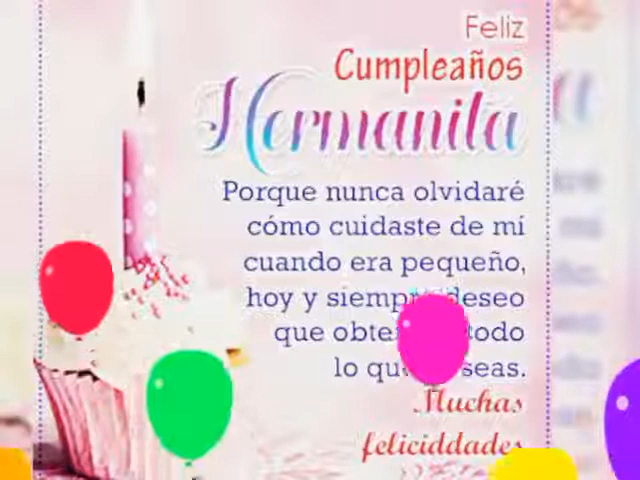 Feliz
Cumpleaños
Hermanita
Porque nunca olvidaré
cómo cuidaste de mí
cuando era pequeño,
hoy y deseo
que todo
lo
Muchas
feliciddades